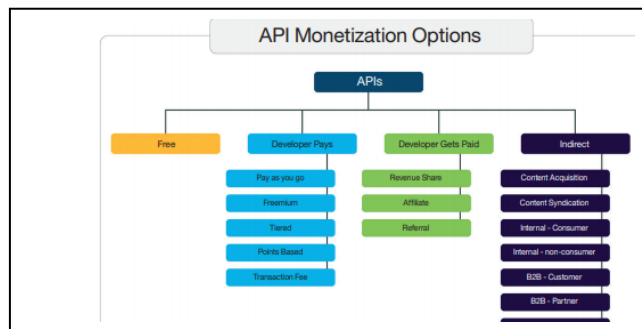 API Monetization Options
APIs
Free
Developer Pays
Developer Gets Paid
Indirect
Pay as you go
Freemium
Tiered
Points Based
Transaction Fee
Revenue Share
Affiliate
Referral
Content Acquisition
Content Syndication
Internal - Consumer
Internal - non-consumer
B2B - Customer
B2B - Partner